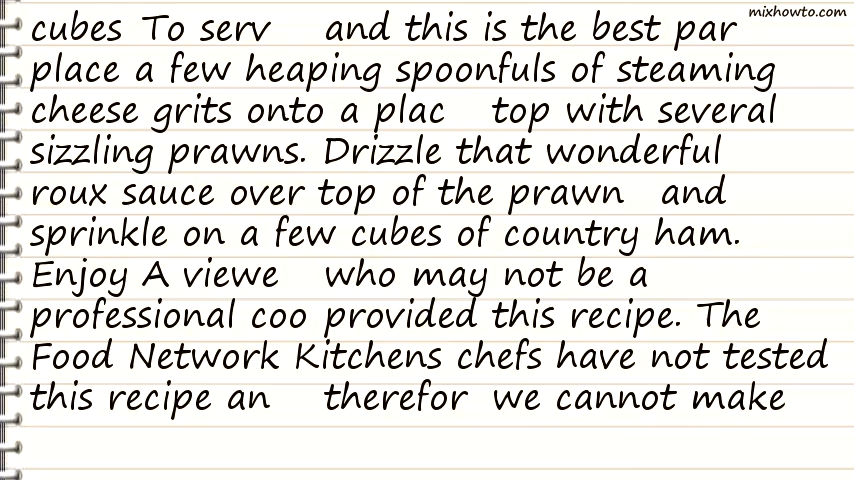 mixhowto.com
cubes To serv and this is the best par
place a few heaping spoonfuls of steaming
cheese grits onto a plac top with several
sizzling prawns. Drizzle that wonderful
roux sauce over top of the prawn and
sprinkle on a few cubes of country ham.
Enjoy A viewe who may not be a
professional coo provided this recipe. The
Food Network Kitchens chefs have not tested
this recipe an therefor we cannot make